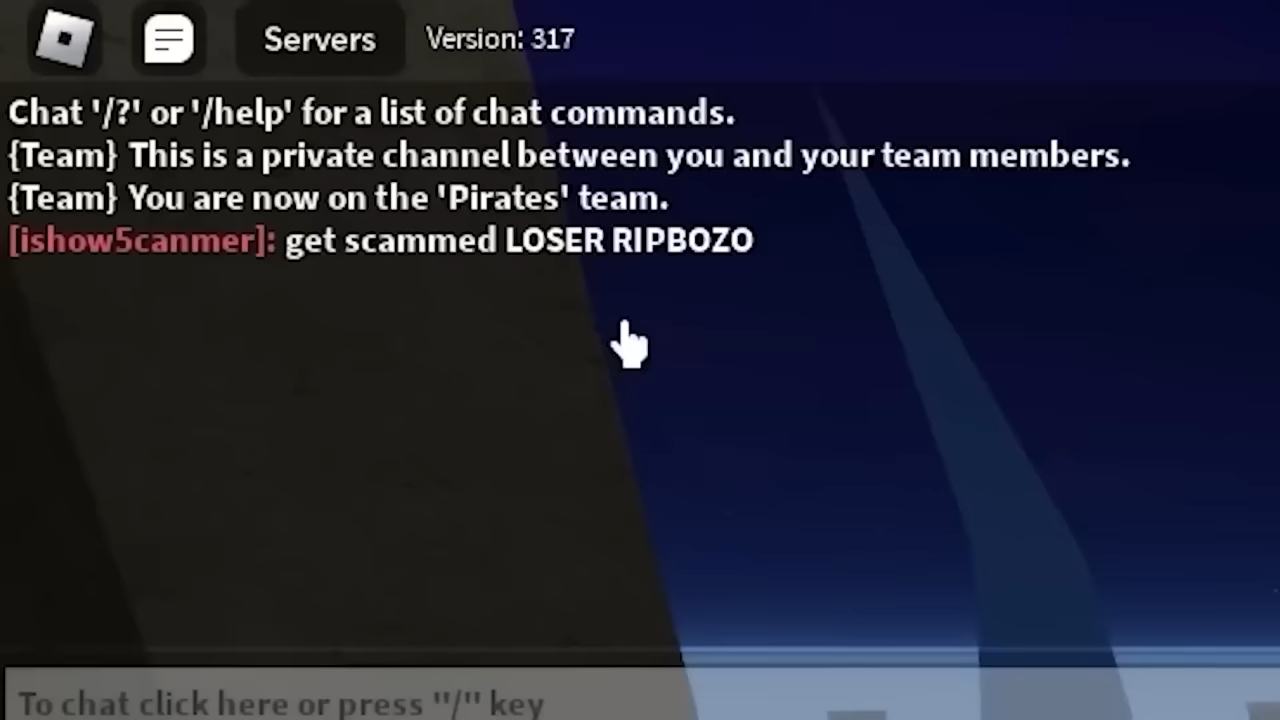 Servers Version: 317
Chat '/?' or '/help' for a list of chat commands.
{Team} This is a private channel between you and your team members.
{Team} You are now on the 'Pirates' team.
[ishow5canmer]: get scammed LOSER RIPBOZO
To chat click here or press "/" key